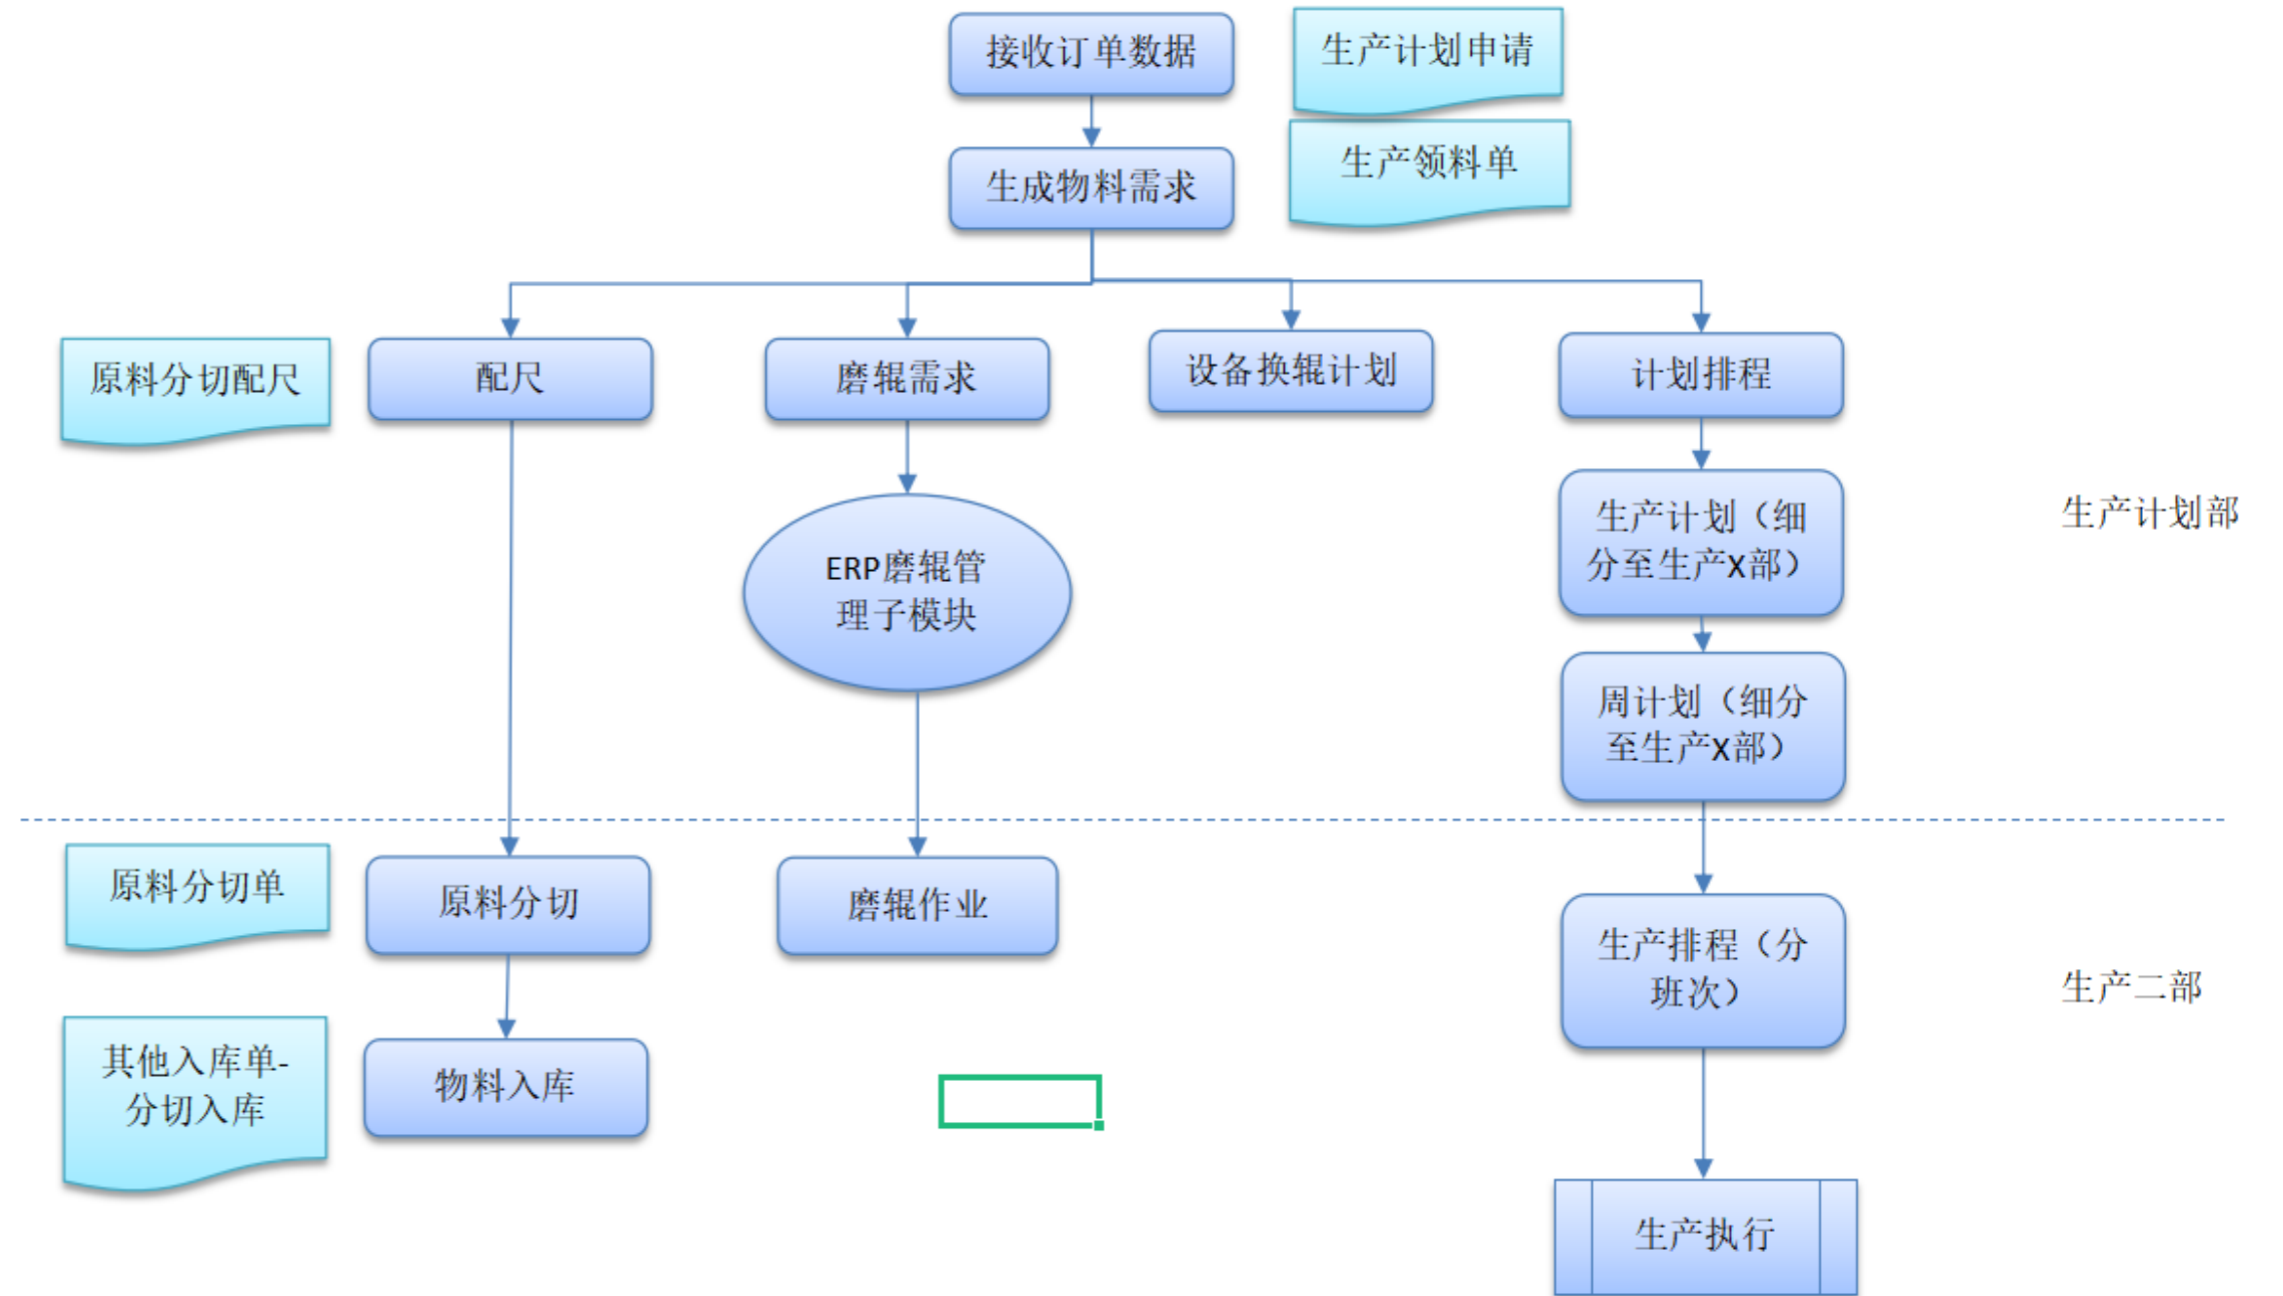 接收订单数据
生产计划申请
生成物料需求
生产领料单
原料分切配尺
配尺
磨辊需求
设备换辊计划
计划排程
ERP磨辊管
理子模块
生产计划（细
分至生产X部）
生产计划部
周计划（细分
至生产X部）
原料分切单
原料分切
磨辊作业
生产排程（分
班次）
生产二部
其他入库单-
分切入库
物料入库
生产执行